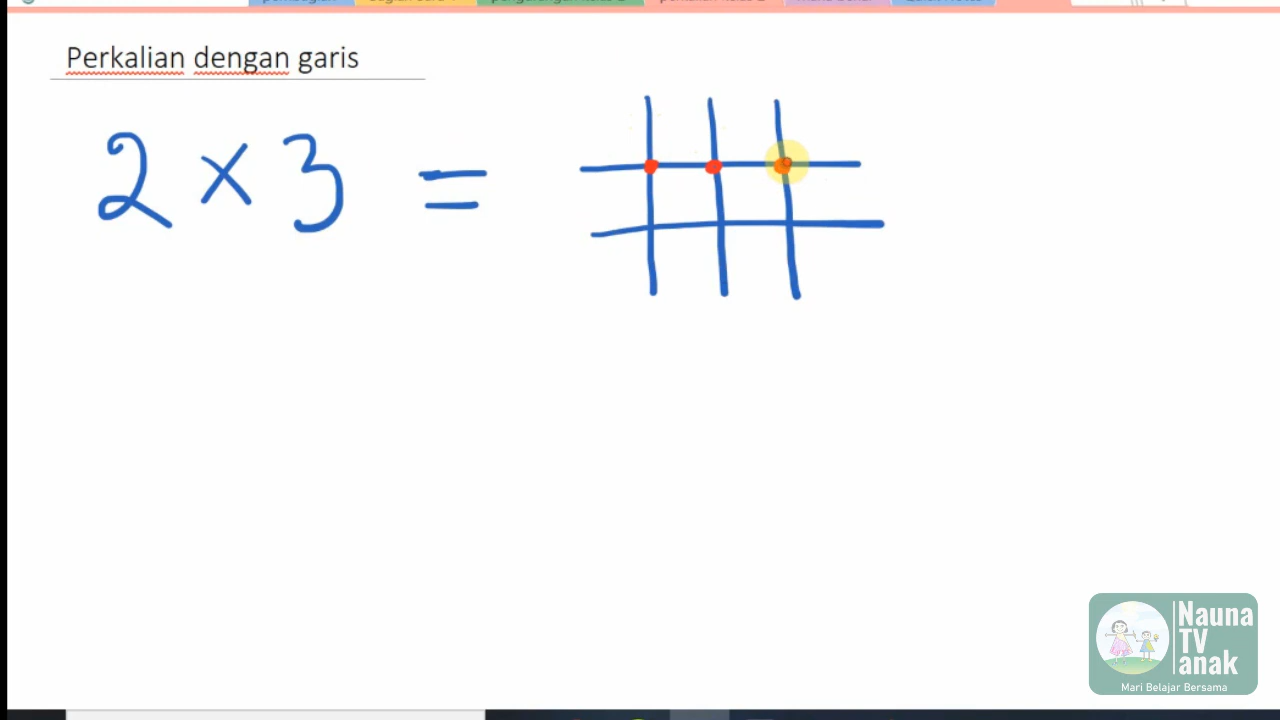 Perkalian dengan garis
2 × 3 =
Nauna
TV
anak
Mari Belajar Bersama